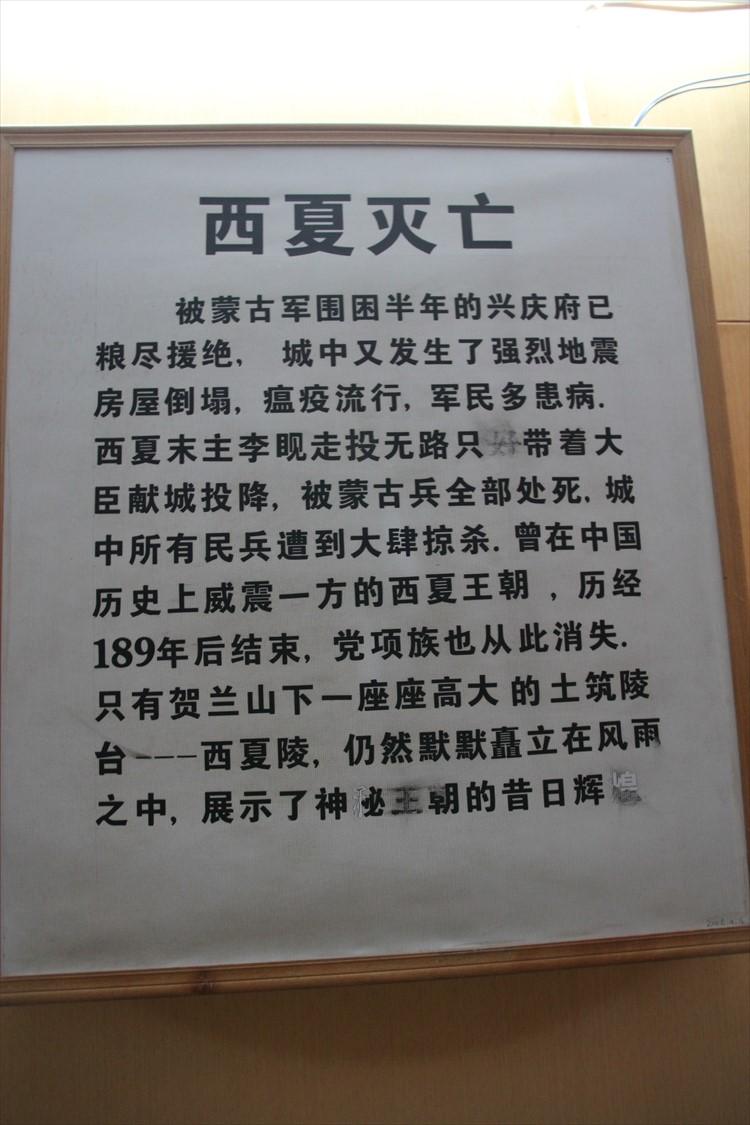 西夏灭亡
被蒙古军围困半年的兴庆府已
粮尽援绝, 城中又发生了强烈地震
房屋倒塌, 瘟疫流行, 军民多患病.
西夏末主李睍走投无路只好带着大
臣献城投降, 被蒙古兵全部处死. 城
中所有民兵遭到大肆掠杀. 曾在中国
历史上威震一方的西夏王朝 , 历经
189年后结束, 党项族也从此消失.
只有贺兰山下一座座高大的土筑陵
台---西夏陵, 仍然默默矗立在风雨
之中, 展示了神秘王朝的昔日辉煌